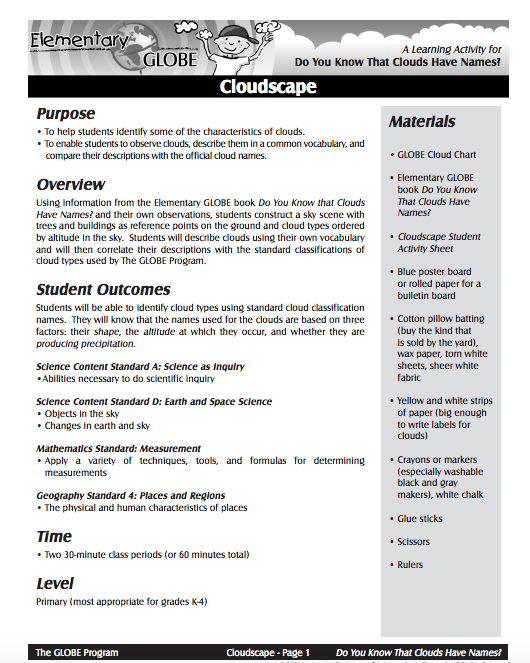 Elementary
GLOBE
A Learning Activity for
Do You Know That Clouds Have Names?
Cloudscape
Purpose
• To help students identify some of the characteristics of clouds.
• To enable students to observe clouds, describe them in a common vocabulary, and
compare their descriptions with the official cloud names.
Overview
Using information from the Elementary GLOBE book Do You Know that Clouds
Have Names? and their own observations, students construct a sky scene with
trees and buildings as reference points on the ground and cloud types ordered
by altitude in the sky. Students will describe clouds using their own vocabulary
and will then correlate their descriptions with the standard classifications of
cloud types used by The GLOBE Program.
Student Outcomes
Students will be able to identify cloud types using standard cloud classification
names. They will know that the names used for the clouds are based on three
factors: their shape, the altitude at which they occur, and whether they are
producing precipitation.
Science Content Standard A: Science as Inquiry
•Abilities necessary to do scientific inquiry
Science Content Standard D: Earth and Space Science
• Objects in the sky
• Changes in earth and sky
Mathematics Standard: Measurement
• Apply a variety of techniques, tools, and formulas for determining
measurements
Geography Standard 4: Places and Regions
• The physical and human characteristics of places
Time
• Two 30-minute class periods (or 60 minutes total)
Level
Primary (most appropriate for grades K-4)
Materials
• GLOBE Cloud Chart
• Elementary GLOBE
book Do You Know
That Clouds Have
Names?
• Cloudscape Student
Activity Sheet
• Blue poster board
or rolled paper for a
bulletin board
• Cotton pillow batting
(buy the kind that
is sold by the yard),
wax paper, torn white
sheets, sheer white
fabric
• Yellow and white strips
of paper (big enough
to write labels for
clouds)
• Crayons or markers
(especially washable
black and gray
makers), white chalk
• Glue sticks
• Scissors
• Rulers
The GLOBE Program
Cloudscape - Page 1
Do You Know That Clouds Have Names?